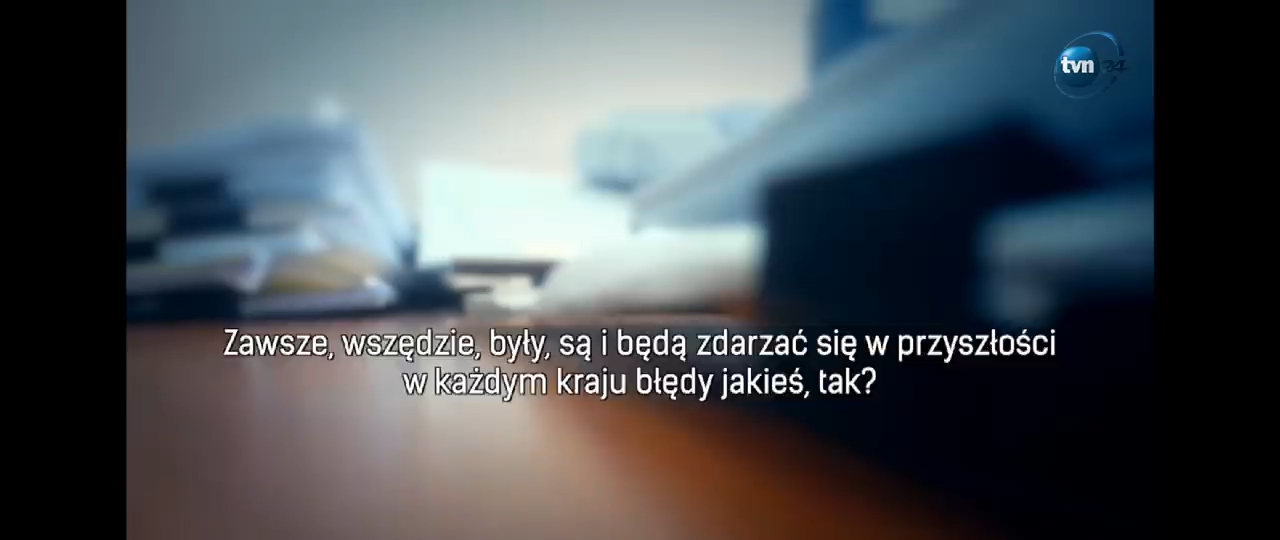 tvn 24
Zawsze, wszędzie, były, są i będą zdarzać się w przyszłości
w każdym kraju błędy jakieś, tak?